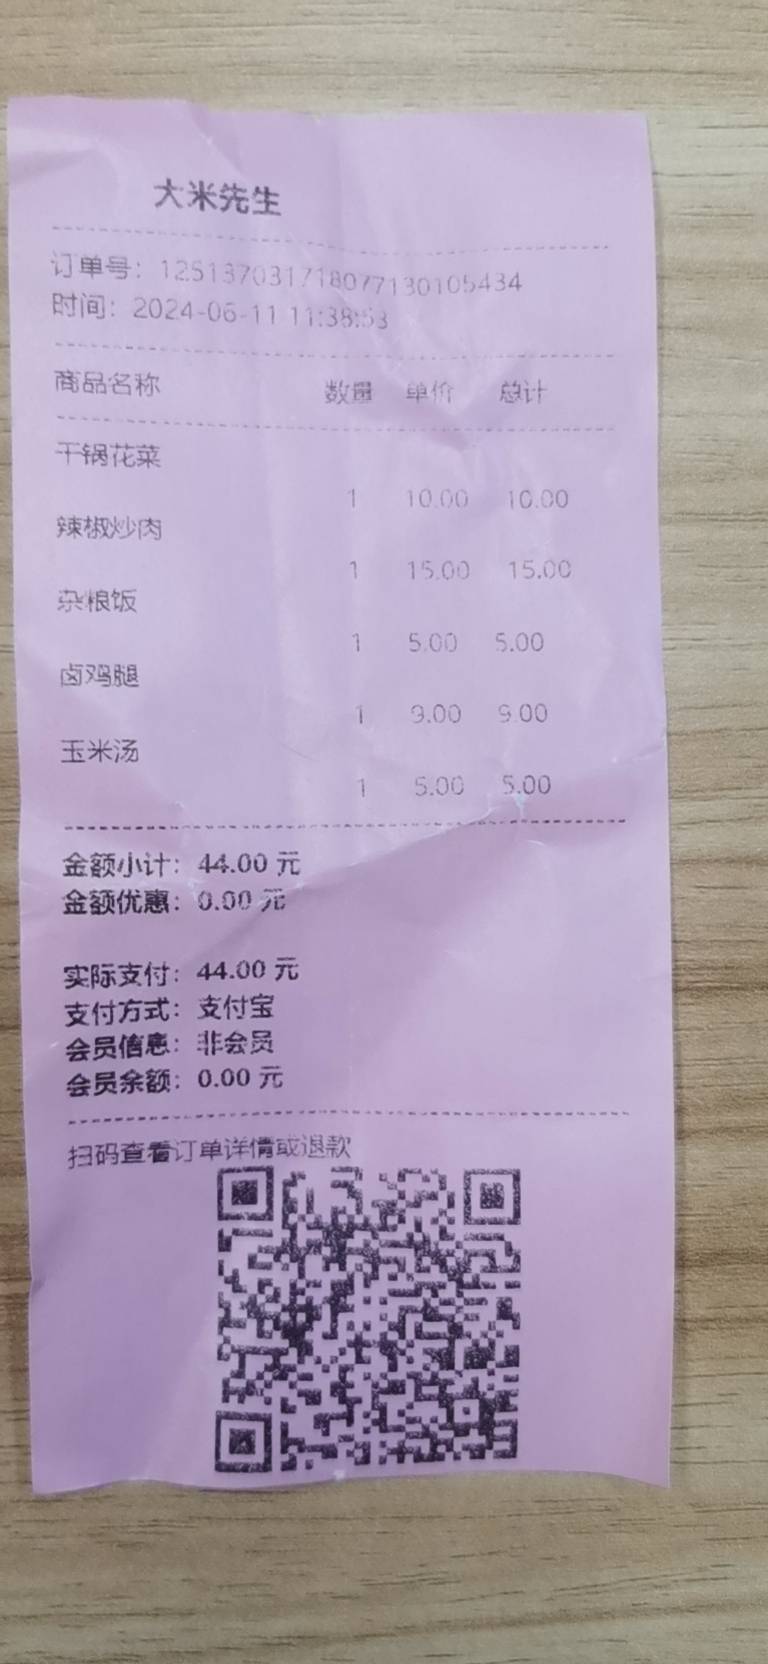 大米先生
订单号：1251370317180771301​05434
时间：2024-06-11 11:38:53
商品名称 数量 单价 总计
干锅花菜
1 10.00 10.00
辣椒炒肉
1 15.00 15.00
杂粮饭
1 5.00 5.00
卤鸡腿
1 9.00 9.00
玉米汤
1 5.00 5.00
金额小计：44.00 元
金额优惠：0.00 元
实际支付：44.00 元
支付方式：支付宝
会员信息：非会员
会员余额：0.00 元
扫码查看订单详情或退款